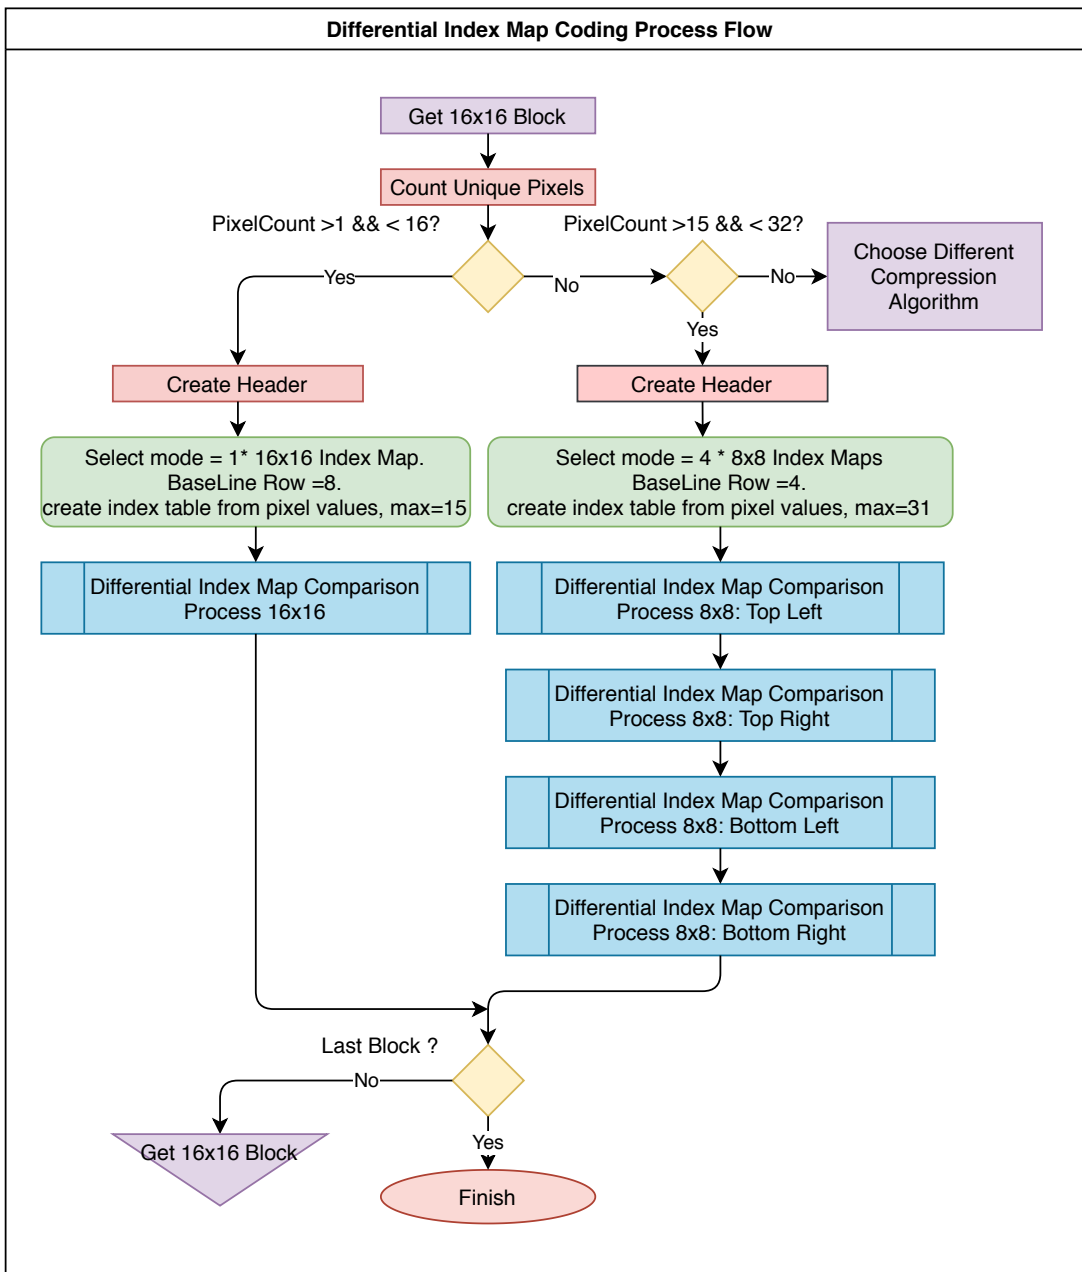 Differential Index Map Coding Process Flow
Get 16x16 Block
Count Unique Pixels
PixelCount >1 && < 16?
PixelCount >15 && < 32?
Choose Different
Compression
Algorithm
Yes
No
No
Yes
Create Header
Create Header
Select mode = 1* 16x16 Index Map.
BaseLine Row =8.
create index table from pixel values, max=15
Select mode = 4 * 8x8 Index Maps
BaseLine Row =4.
create index table from pixel values, max=31
Differential Index Map Comparison
Process 16x16
Differential Index Map Comparison
Process 8x8: Top Left
Differential Index Map Comparison
Process 8x8: Top Right
Differential Index Map Comparison
Process 8x8: Bottom Left
Differential Index Map Comparison
Process 8x8: Bottom Right
Last Block ?
No
Get 16x16 Block
Yes
Finish